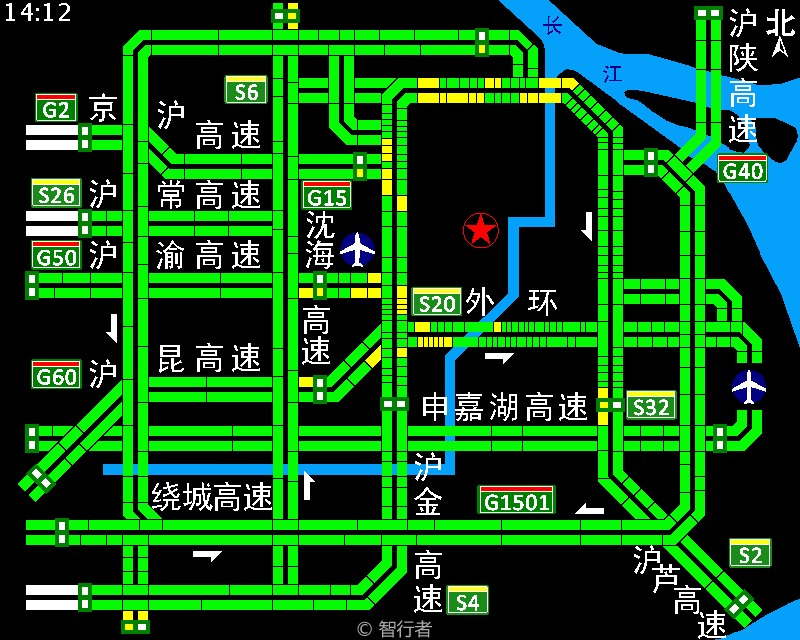 14:12
长
江
北
沪陕高速
G40
S6
G2 京沪高速
S26 沪常高速
G15 沈海高速
G50 沪渝高速
S20 外环
G60 沪昆高速
申嘉湖高速 S32
沪金高速
绕城高速
G1501
S4
S2
沪芦高速
© 智行者